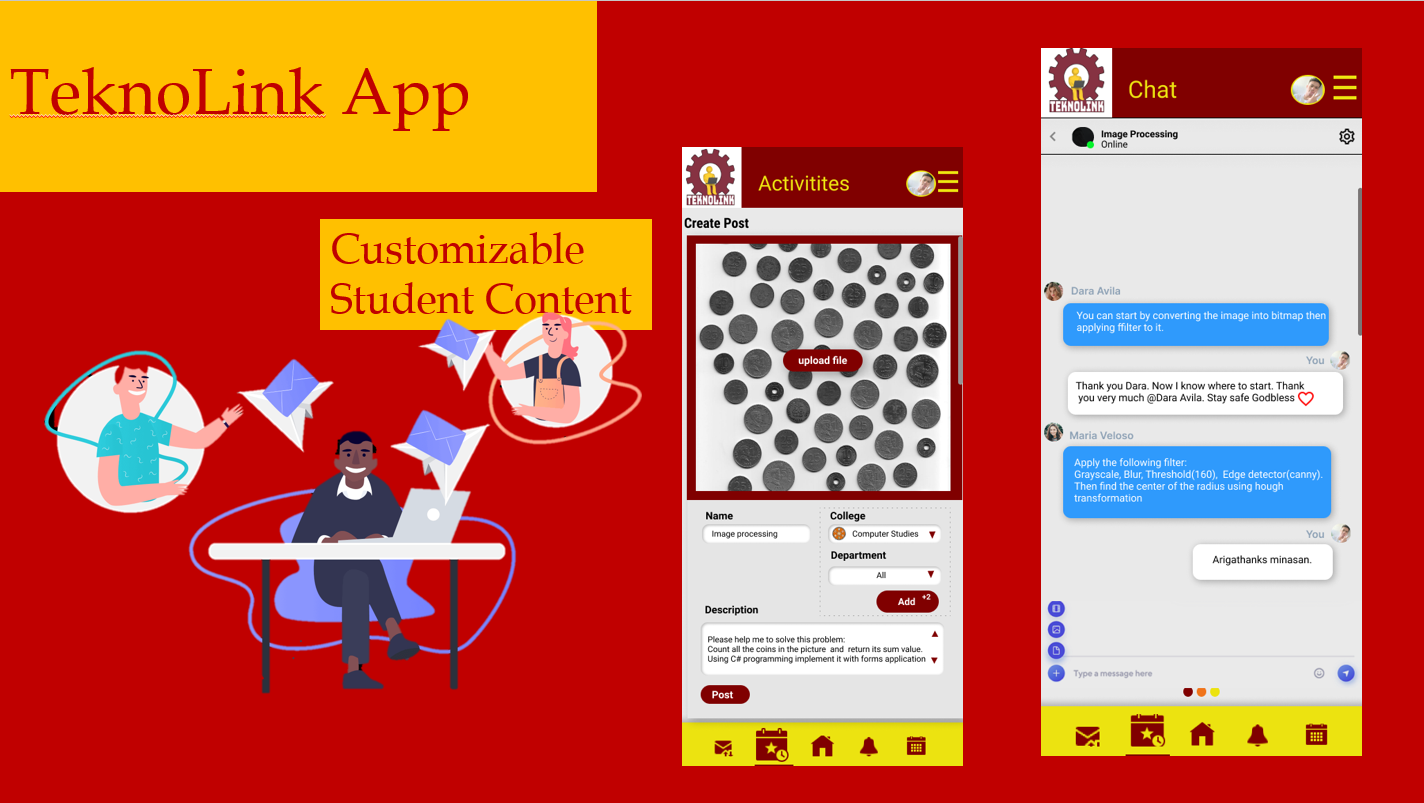 TeknoLink App
Customizable
Student Content
TEKNOLINK
Activitites
Create Post
upload file
Name
Image processing
College
Computer Studies
Department
All
Add +2
Description
Please help me to solve this problem:
Count all the coins in the picture and return its sum value.
Using C# programming implement it with forms application
Post
TEKNOLINK
Chat
Image Processing
Online
Dara Avila
You can start by converting the image into bitmap then
applying ffilter to it.
You
Thank you Dara. Now I know where to start. Thank
you very much @Dara Avila. Stay safe Godbless
Maria Veloso
Apply the following filter:
Grayscale, Blur, Threshold(160), Edge detector(canny).
Then find the center of the radius using hough
transformation
You
Arigathanks minasan.
Type a message here